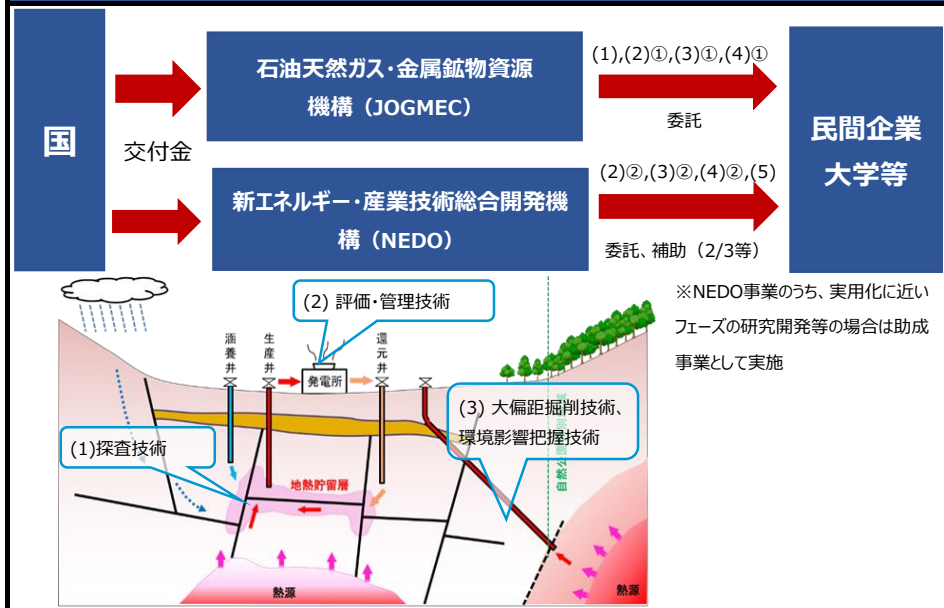 国
交付金
石油天然ガス・金属鉱物資源
機構（JOGMEC）
新エネルギー・産業技術総合開発機
構（NEDO）
(1),(2)①,(3)①,(4)①
委託
(2)②,(3)②,(4)②,(5)
委託、補助（2/3等）
民間企業
大学等
※NEDO事業のうち、実用化に近い
フェーズの研究開発等の場合は助成
事業として実施
(2) 評価・管理技術
涵養井
生産井
発電所
還元井
(3) 大偏距掘削技術、
環境影響把握技術
(1)探査技術
地熱貯留層
自然公園
熱源
熱源